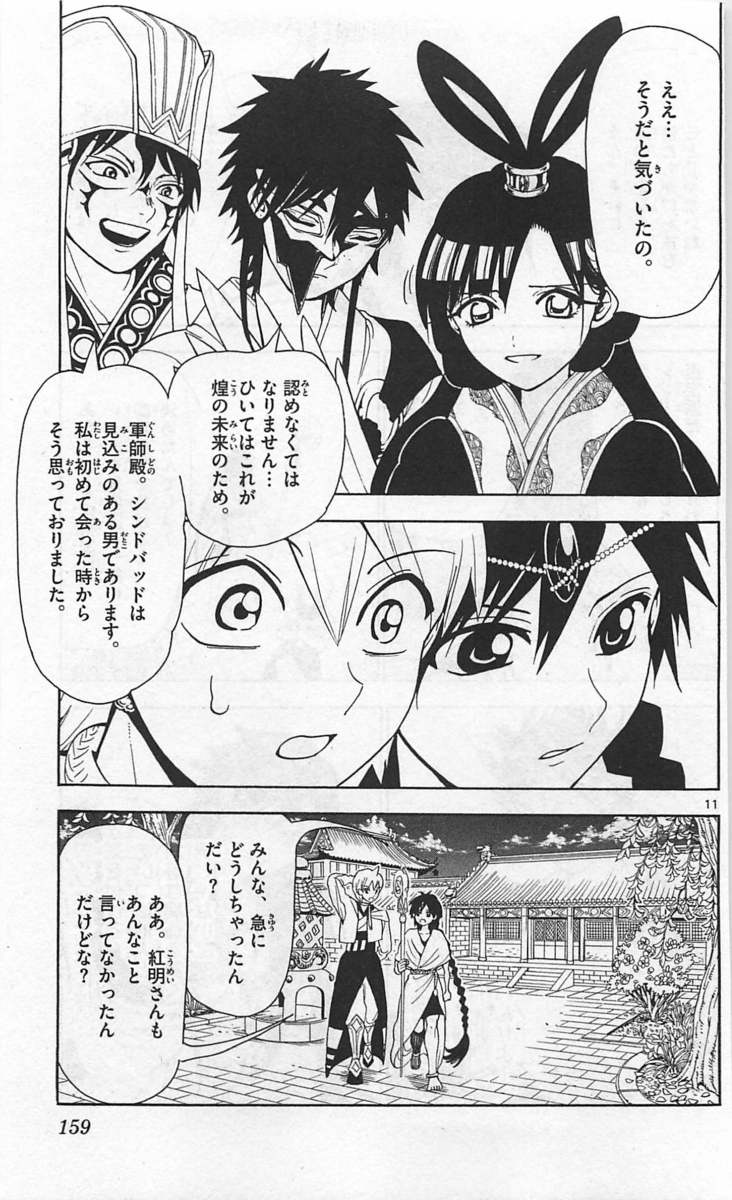 ええ…
そうだと気づいたの。
認めなくては
なりません…
ひいてはこれが
煌の未来のため。
軍師殿。シンドバッドは
見込みのある男であります。
私は初めて会った時から
そう思っておりました。
11
みんな、急に
どうしちゃったん
だい？
ああ。紅明さんも
あんなこと
言ってなかったん
だけどな？
159